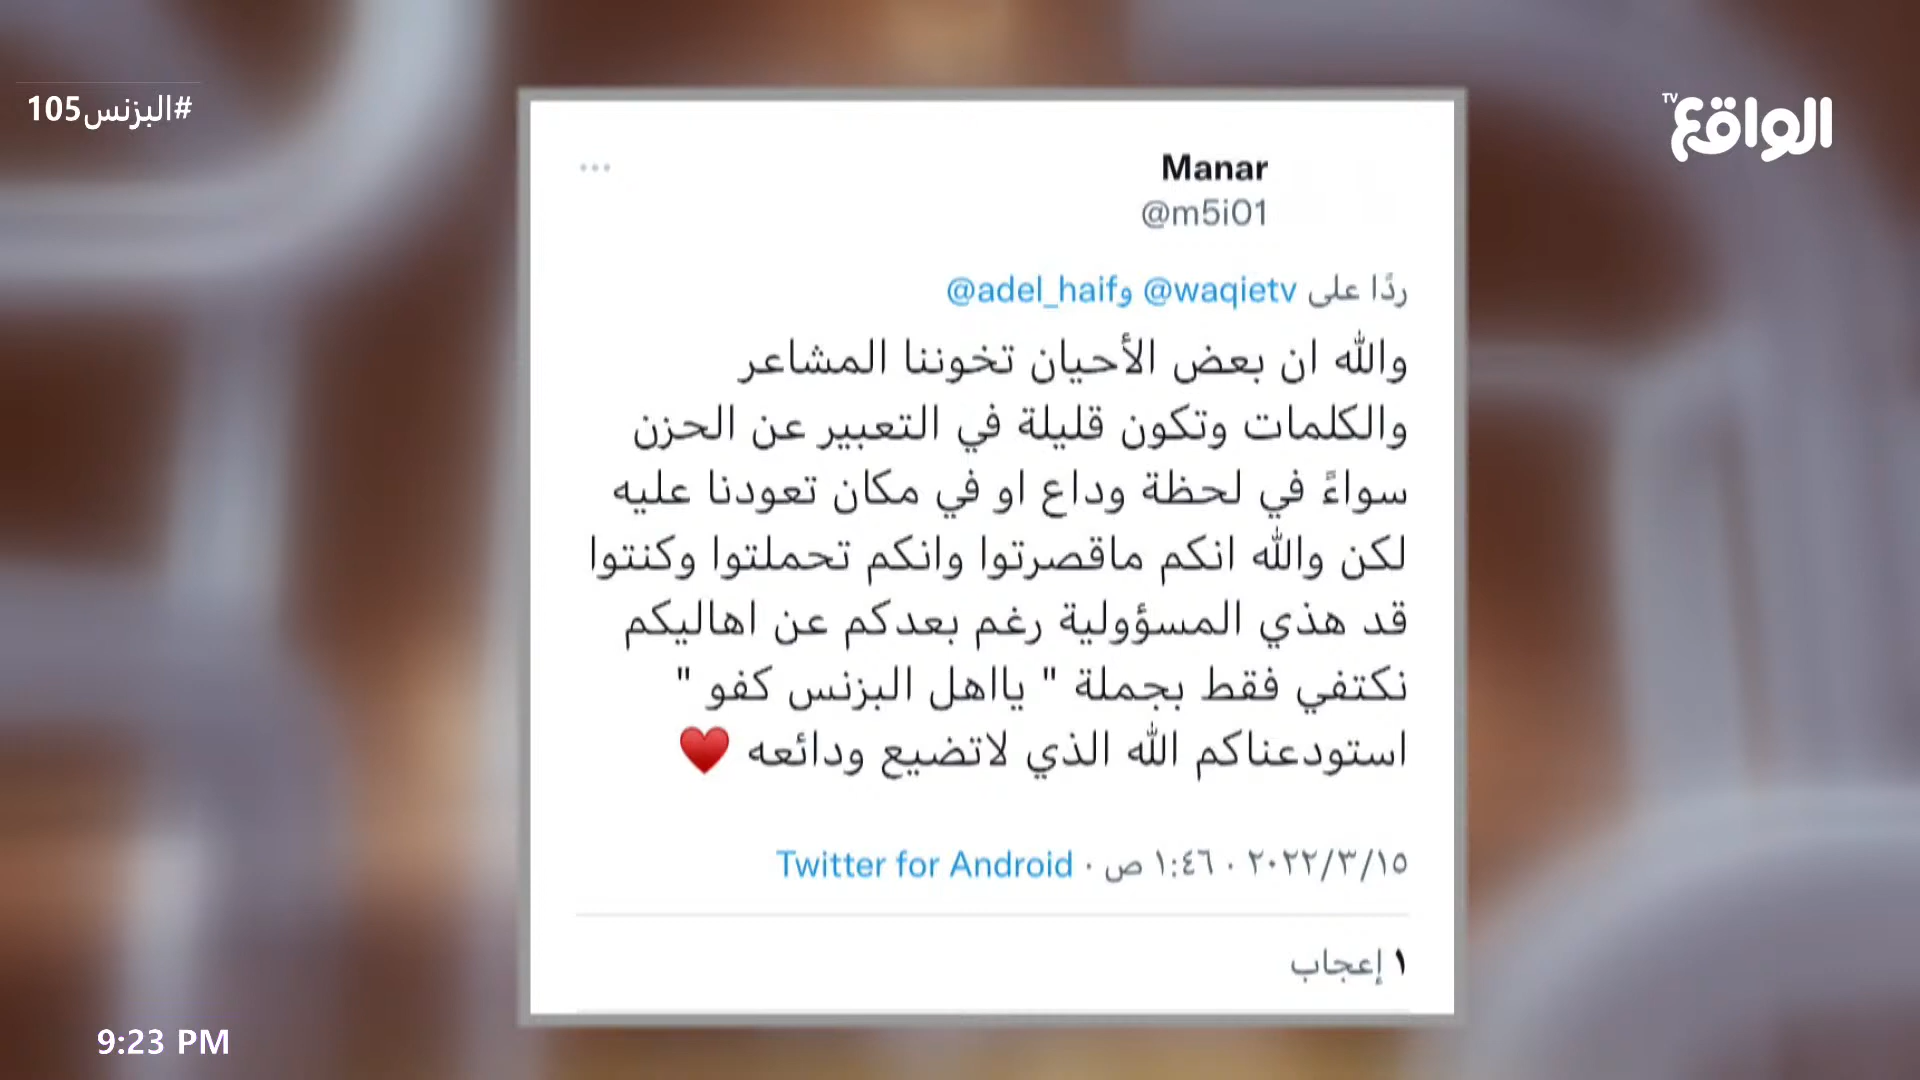 #البزنس105
TV
الواقع
Manar
@m5i01
ردًا على @waqietv و@adel_haif
والله ان بعض الأحيان تخوننا المشاعر
والكلمات وتكون قليلة في التعبير عن الحزن
سواءً في لحظة وداع او في مكان تعودنا عليه
لكن والله انكم ماقصرتوا وانكم تحملتوا وكنتوا
قد هذي المسؤولية رغم بعدكم عن اهاليكم
نكتفي فقط بجملة " يااهل البزنس كفو "
استودعناكم الله الذي لاتضيع ودائعه ♥
٢٠٢٢/٣/١٥ · ١:٤٦ ص · Twitter for Android
١ إعجاب
9:23 PM